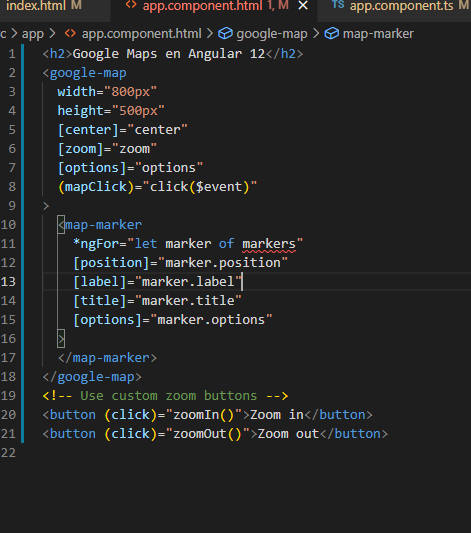 index.html M app.component.html 1, M TS app.component.ts M
c > app > app.component.html > google-map > map-marker
1 <h2>Google Maps en Angular 12</h2>
2 <google-map
3 width="800px"
4 height="500px"
5 [center]="center"
6 [zoom]="zoom"
7 [options]="options"
8 (mapClick)="click($event)"
9 >
10 <map-marker
11 *ngFor="let marker of markers"
12 [position]="marker.position"
13 [label]="marker.label"
14 [title]="marker.title"
15 [options]="marker.options"
16 >
17 </map-marker>
18 </google-map>
19 <!-- Use custom zoom buttons -->
20 <button (click)="zoomIn()">Zoom in</button>
21 <button (click)="zoomOut()">Zoom out</button>
22